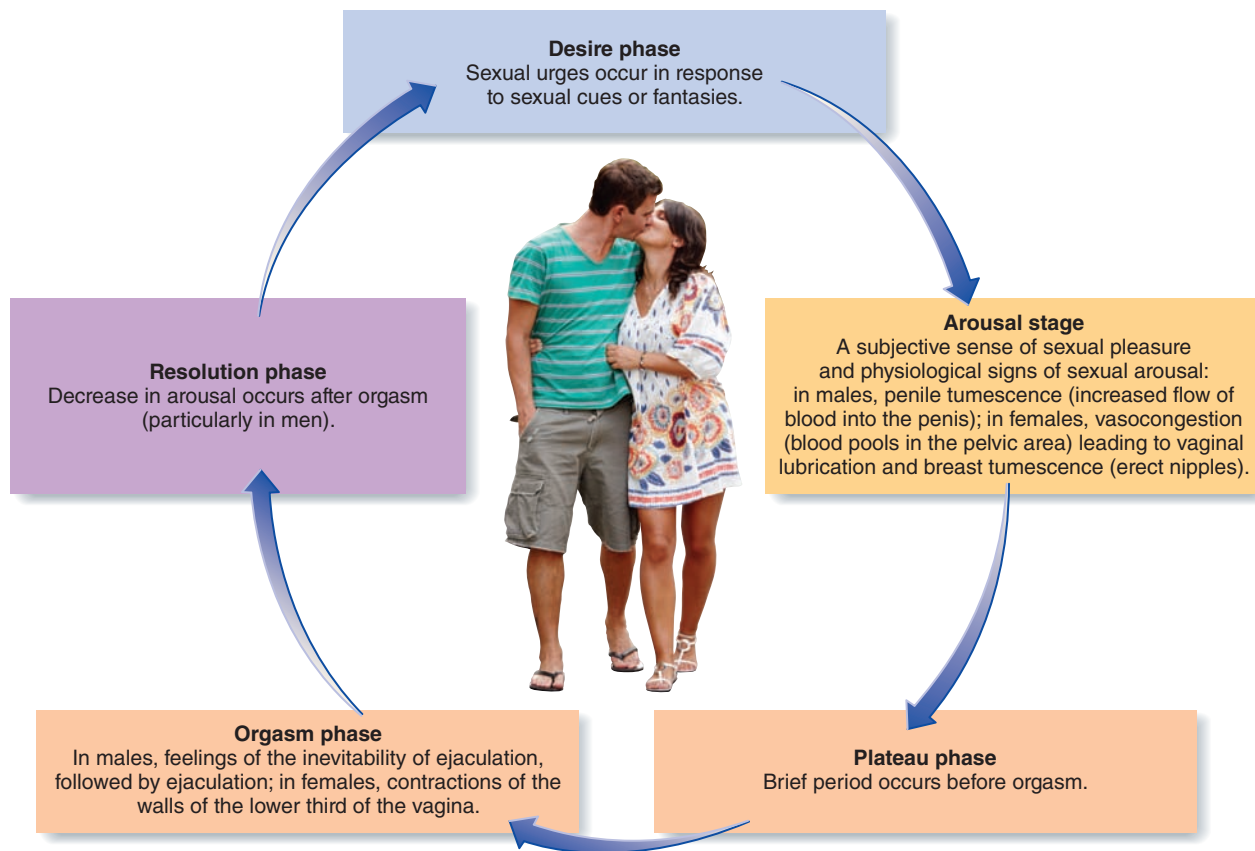 Desire phase
Sexual urges occur in response
to sexual cues or fantasies.
Arousal stage
A subjective sense of sexual pleasure
and physiological signs of sexual arousal:
in males, penile tumescence (increased flow of
blood into the penis); in females, vasocongestion
(blood pools in the pelvic area) leading to vaginal
lubrication and breast tumescence (erect nipples).
Plateau phase
Brief period occurs before orgasm.
Orgasm phase
In males, feelings of the inevitability of ejaculation,
followed by ejaculation; in females, contractions of the
walls of the lower third of the vagina.
Resolution phase
Decrease in arousal occurs after orgasm
(particularly in men).